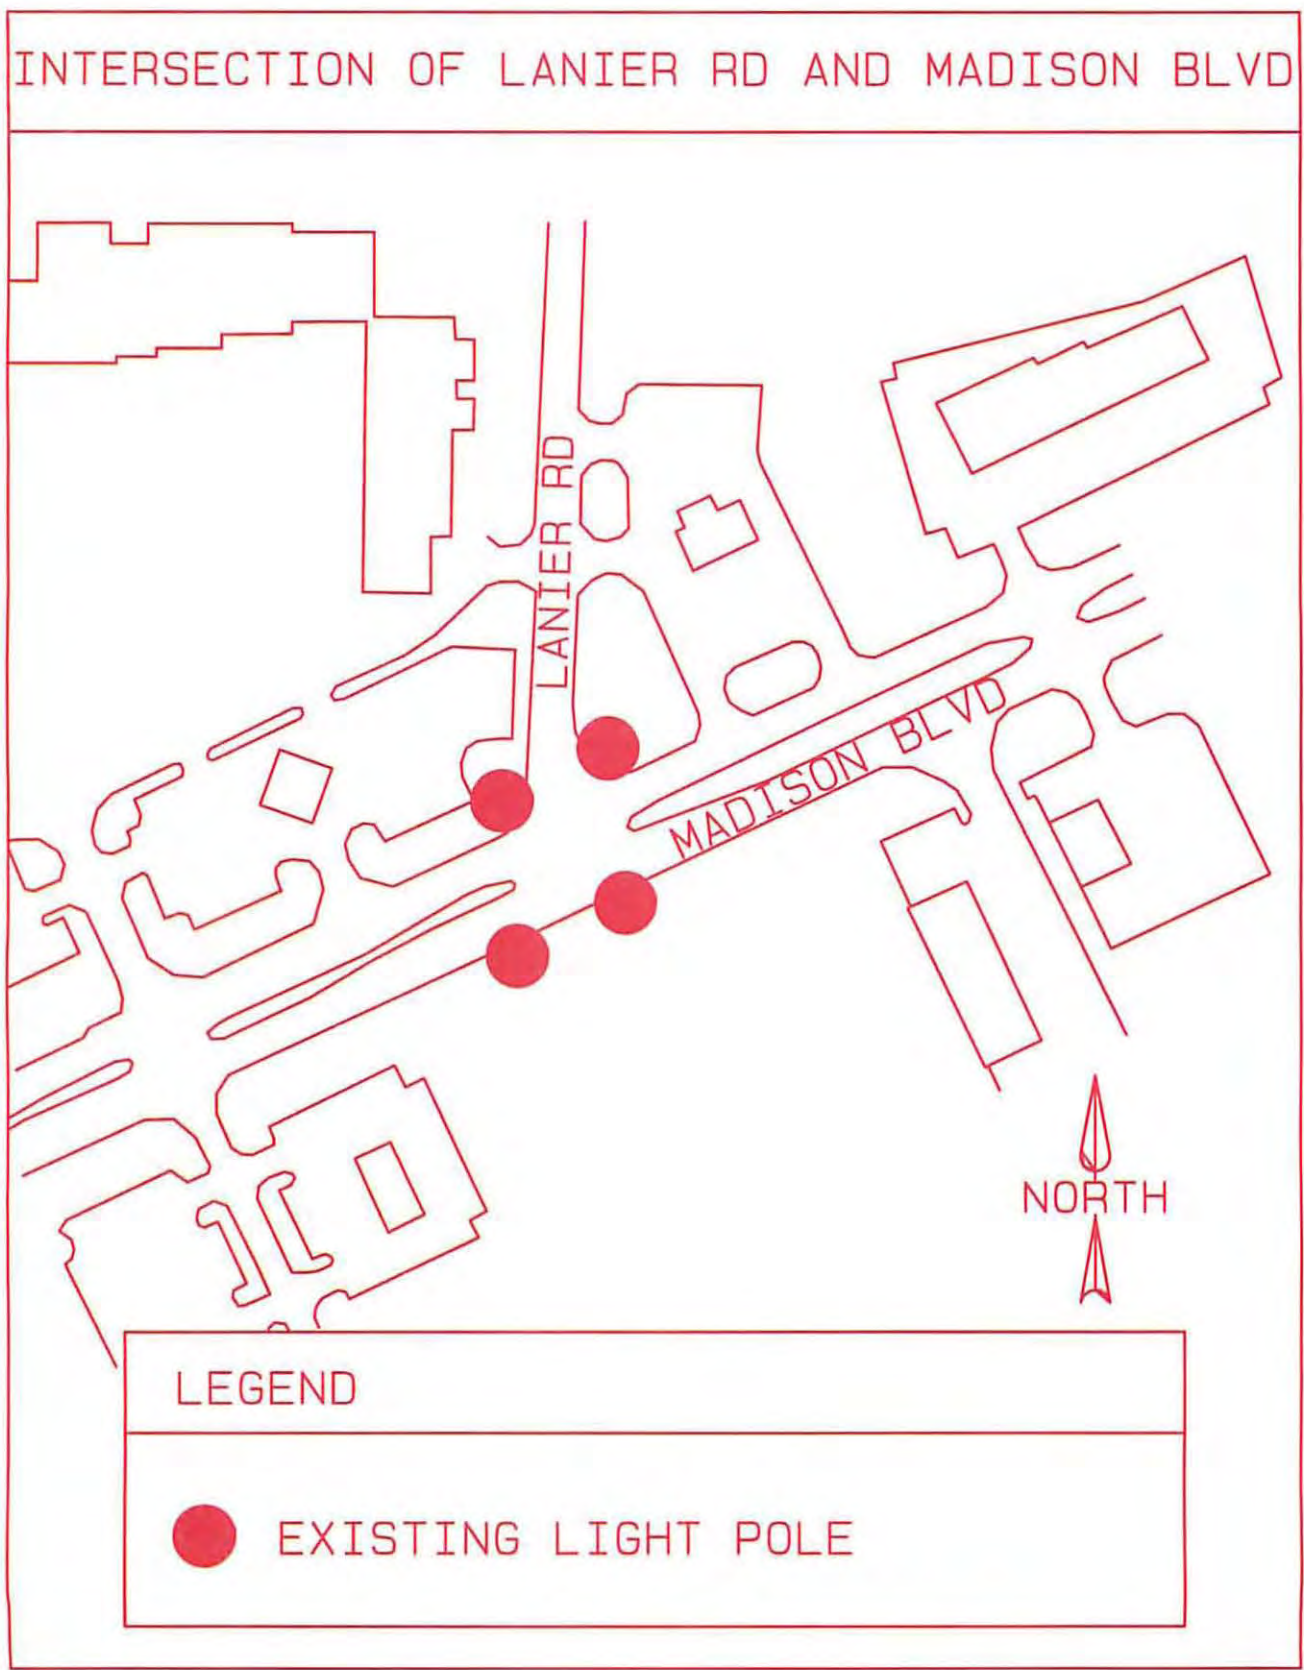 INTERSECTION OF LANIER RD AND MADISON BLVD
LANIER RD
MADISON BLVD
NORTH
LEGEND
EXISTING LIGHT POLE